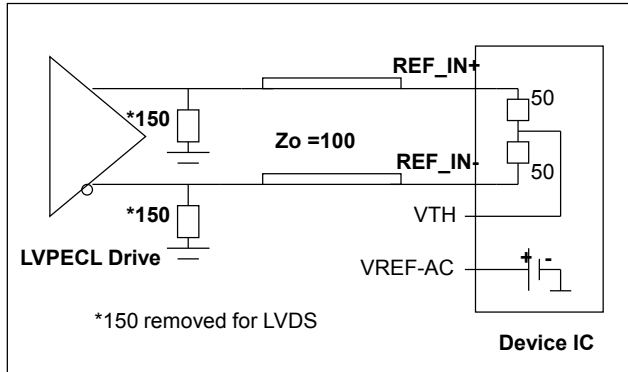 REF_IN+
50
*150
Zo =100
REF_IN-
50
*150
VTH
LVPECL Drive
VREF-AC
+ -
*150 removed for LVDS
Device IC